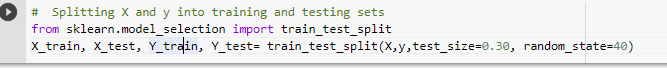 #  Splitting X and y into training and testing sets
from sklearn.model_selection import train_test_split
X_train, X_test, Y_train, Y_test= train_test_split(X,y,test_size=0.30, random_state=40)